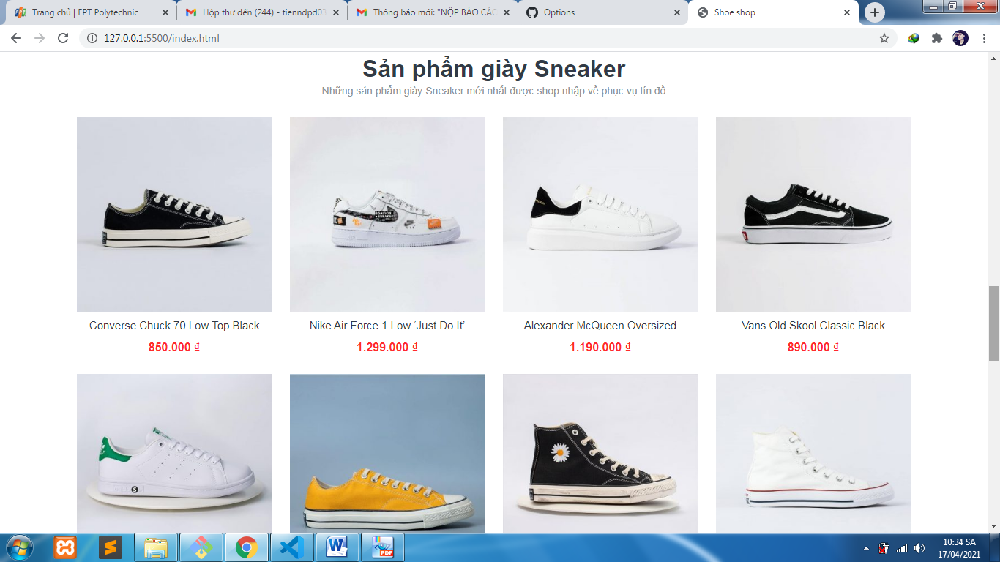 Trang chủ | FPT Polytechnic
Hộp thư đến (244) - tienndpd03
Thông báo mới: "NỘP BÁO CÁO
Options
Shoe shop
127.0.0.1:5500/index.html
Sản phẩm giày Sneaker
Những sản phẩm giày Sneaker mới nhất được shop nhập về phục vụ tín đồ
Converse Chuck 70 Low Top Black…
Nike Air Force 1 Low ‘Just Do It’
Alexander McQueen Oversized…
Vans Old Skool Classic Black
850.000 ₫
1.299.000 ₫
1.190.000 ₫
890.000 ₫
10:34 SA
17/04/2021